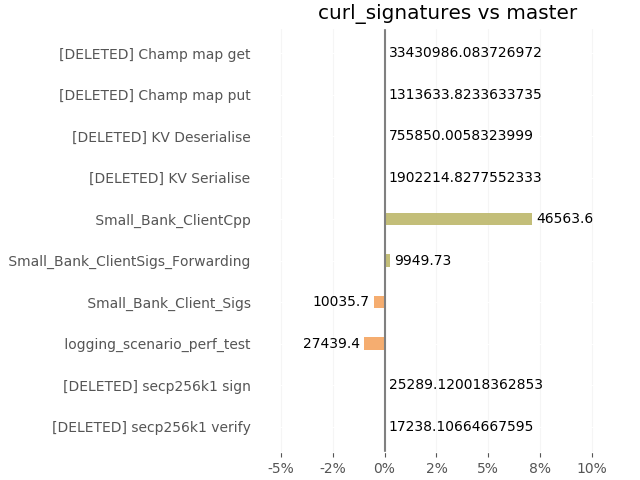 curl_signatures vs master
[DELETED] Champ map get 33430986.083726972
[DELETED] Champ map put 1313633.8233633735
[DELETED] KV Deserialise 755850.0058323999
[DELETED] KV Serialise 1902214.8277552333
Small_Bank_ClientCpp 46563.6
Small_Bank_ClientSigs_Forwarding 9949.73
Small_Bank_Client_Sigs 10035.7
logging_scenario_perf_test 27439.4
[DELETED] secp256k1 sign 25289.120018362853
[DELETED] secp256k1 verify 17238.10664667595
-5% -2% 0% 2% 5% 8% 10%